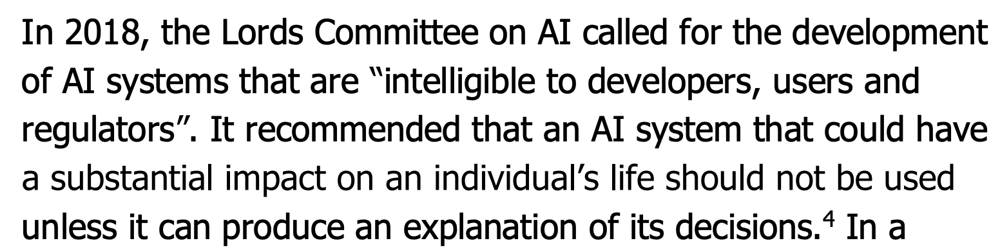 In 2018, the Lords Committee on AI called for the development
of AI systems that are “intelligible to developers, users and
regulators”. It recommended that an AI system that could have
a substantial impact on an individual’s life should not be used
unless it can produce an explanation of its decisions.⁴ In a